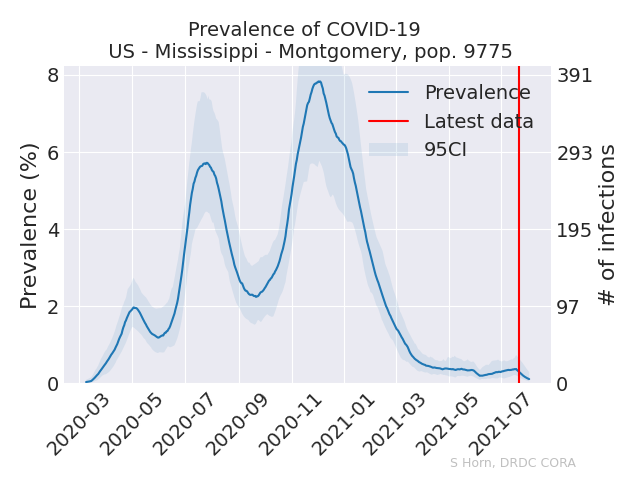 Prevalence of COVID-19
US - Mississippi - Montgomery, pop. 9775
Prevalence (%)
8
6
4
2
0
Prevalence
Latest data
95CI
391
293
195
97
0
# of infections
2020-03
2020-05
2020-07
2020-09
2020-11
2021-01
2021-03
2021-05
2021-07
S Horn, DRDC CORA